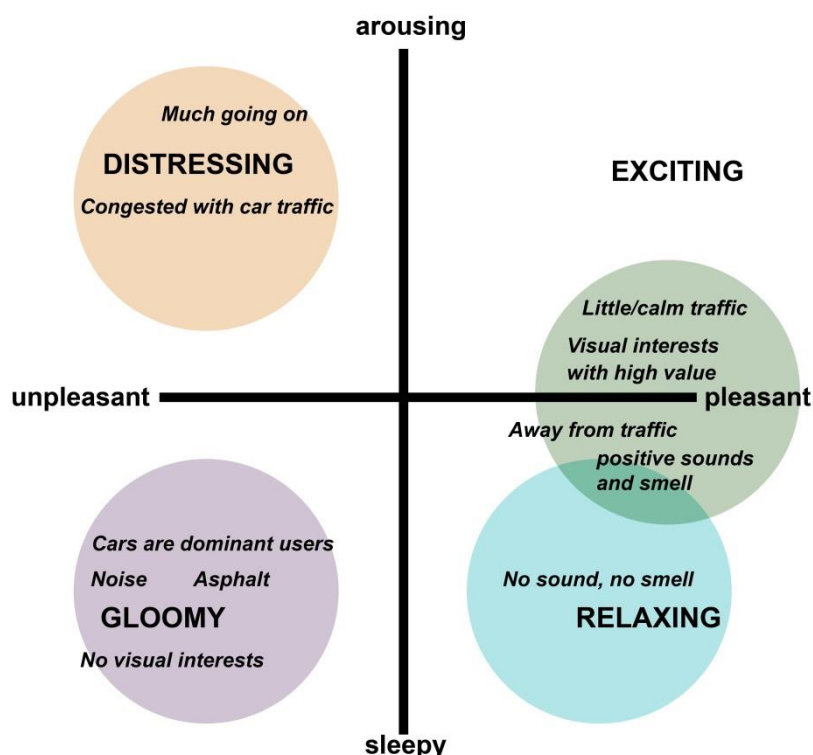 arousing
Much going on
DISTRESSING
EXCITING
Congested with car traffic
Little/calm traffic
Visual interests
with high value
unpleasant
pleasant
Away from traffic
positive sounds
and smell
Cars are dominant users
Noise
Asphalt
No sound, no smell
GLOOMY
RELAXING
No visual interests
sleepy